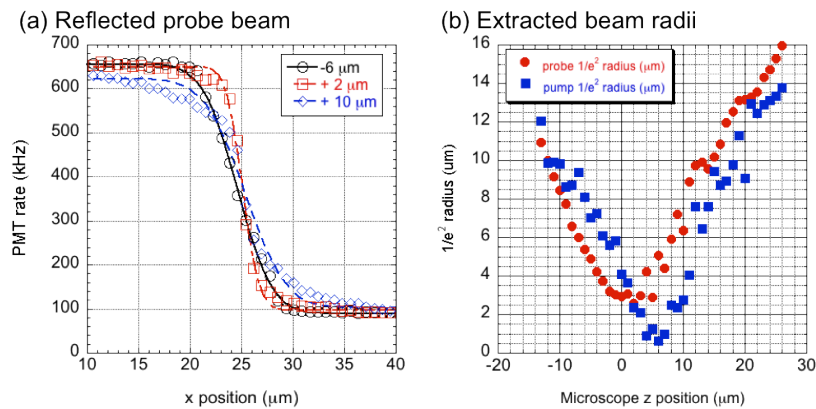 (a) Reflected probe beam
700
600
500
400
300
200
100
0
10 15 20 25 30 35 40
PMT rate (kHz)
x position (μm)
-6 μm
+ 2 μm
+ 10 μm
(b) Extracted beam radii
16
14
12
10
8
6
4
2
0
-20 -10 0 10 20 30
1/e² radius (um)
Microscope z position (μm)
probe 1/e² radius (μm)
pump 1/e² radius (μm)